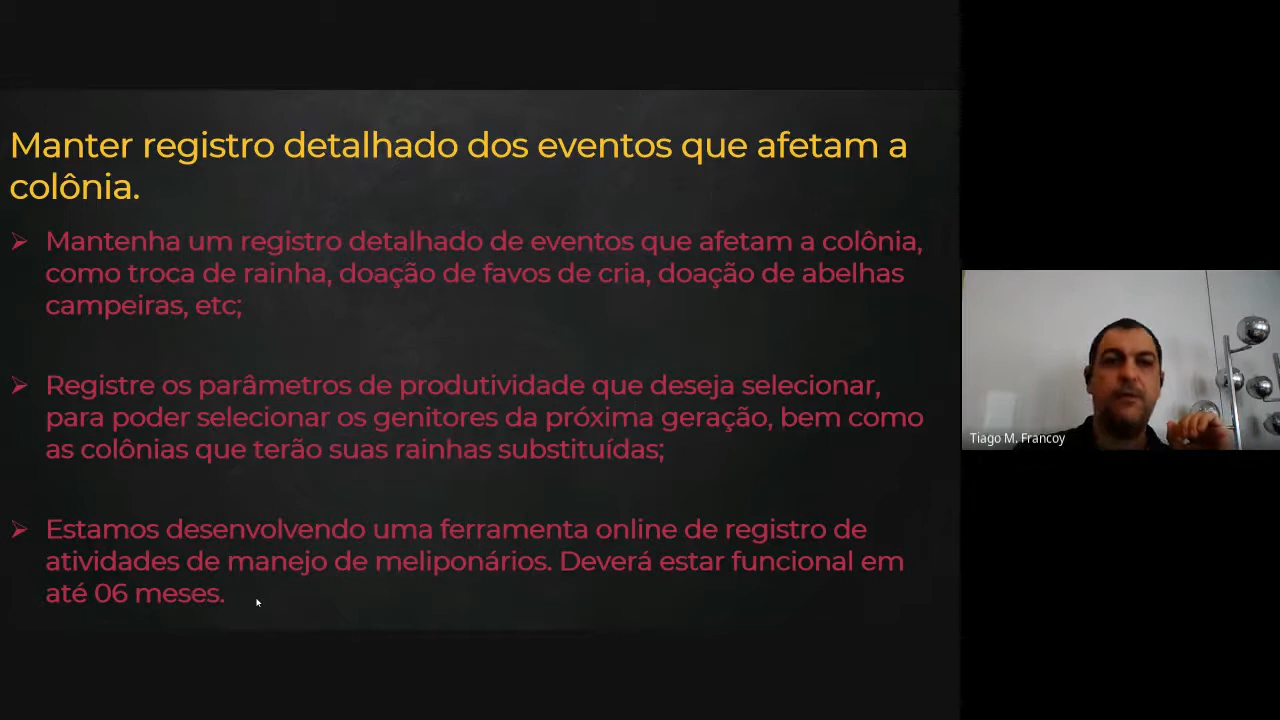 Manter registro detalhado dos eventos que afetam a
colônia.
Mantenha um registro detalhado de eventos que afetam a colônia,
como troca de rainha, doação de favos de cria, doação de abelhas
campeiras, etc;
Registre os parâmetros de produtividade que deseja selecionar,
para poder selecionar os genitores da próxima geração, bem como
as colônias que terão suas rainhas substituídas;
Estamos desenvolvendo uma ferramenta online de registro de
atividades de manejo de meliponários. Deverá estar funcional em
até 06 meses.
Tiago M. Francoy